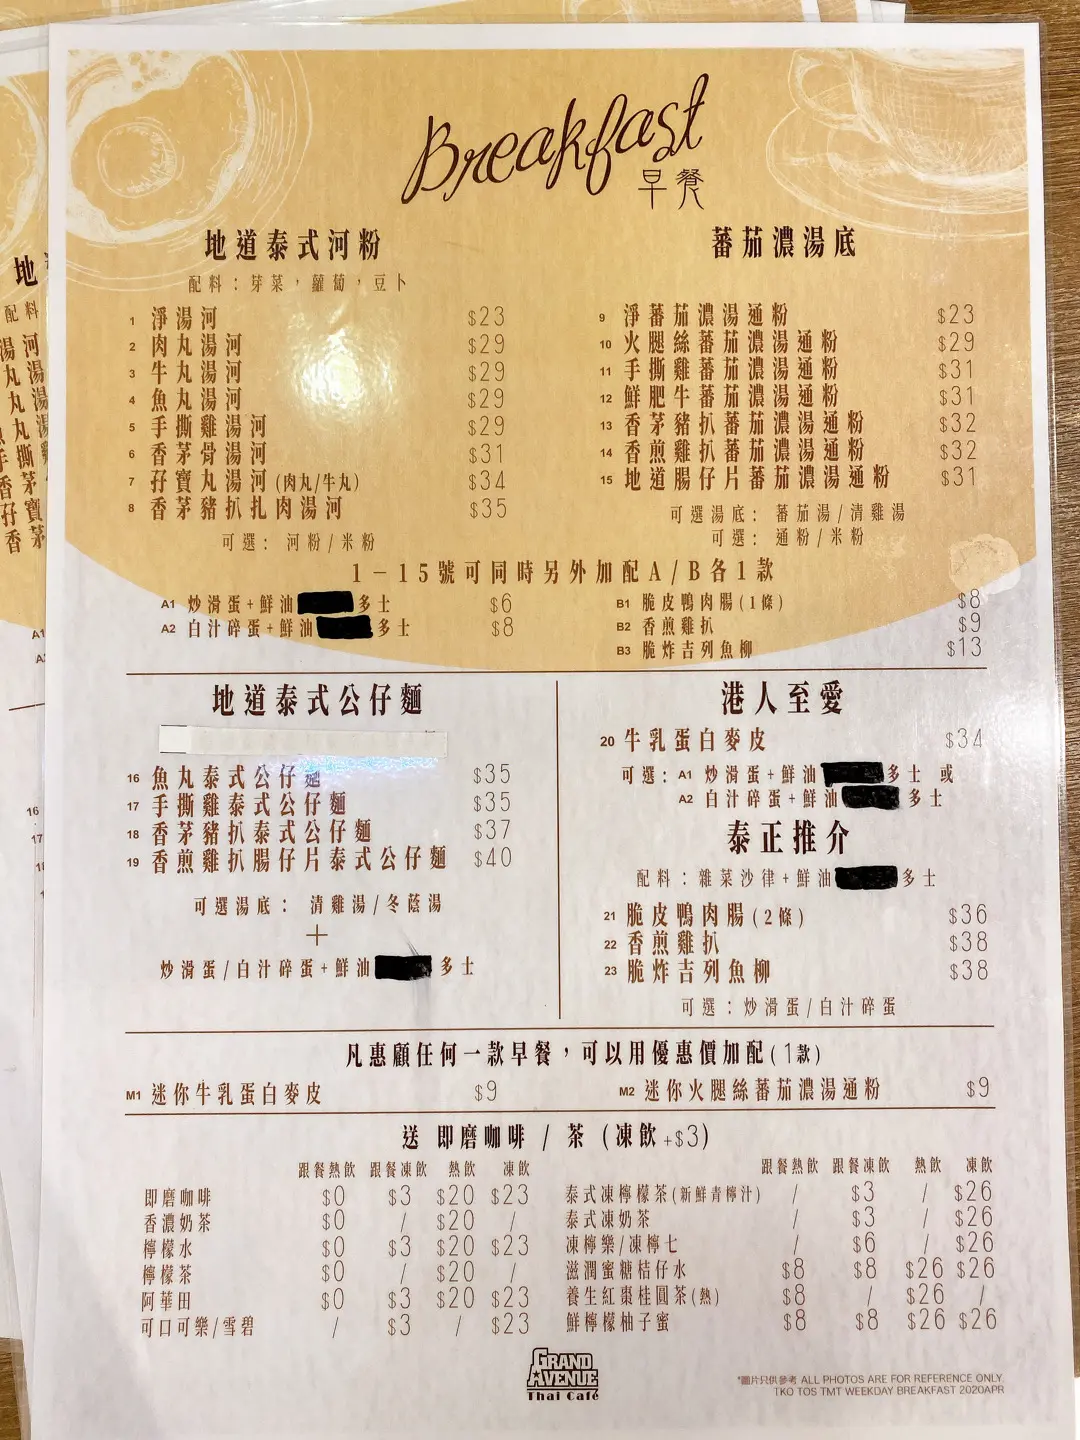 Breakfast
早餐
地道泰式河粉
配料：芽菜，蘿蔔，豆卜
1 淨湯河 $23
2 肉丸湯河 $29
3 牛丸湯河 $29
4 魚丸湯河 $29
5 手撕雞湯河 $29
6 香茅骨湯河 $31
7 孖寶丸湯河(肉丸/牛丸) $34
8 香茅豬扒扎肉湯河 $35
可選：河粉/米粉
蕃茄濃湯底
9 淨蕃茄濃湯通粉 $23
10 火腿絲蕃茄濃湯通粉 $29
11 手撕雞蕃茄濃湯通粉 $31
12 鮮肥牛蕃茄濃湯通粉 $31
13 香茅豬扒蕃茄濃湯通粉 $32
14 香煎雞扒蕃茄濃湯通粉 $32
15 地道腸仔片蕃茄濃湯通粉 $31
可選湯底：蕃茄湯/清雞湯
可選：通粉/米粉
1-15號可同時另外加配A/B各1款
A1 炒滑蛋+鮮油 多士 $6
A2 白汁碎蛋+鮮油 多士 $8
B1 脆皮鴨肉腸(1條) $8
B2 香煎雞扒 $9
B3 脆炸吉列魚柳 $13
地道泰式公仔麵
16 魚丸泰式公仔麵 $35
17 手撕雞泰式公仔麵 $35
18 香茅豬扒泰式公仔麵 $37
19 香煎雞扒腸仔片泰式公仔麵 $40
可選湯底：清雞湯/冬蔭湯
+
炒滑蛋/白汁碎蛋+鮮油 多士
港人至愛
20 牛乳蛋白麥皮 $34
可選：A1 炒滑蛋+鮮油 多士 或
A2 白汁碎蛋+鮮油 多士
泰正推介
配料：雜菜沙律+鮮油 多士
21 脆皮鴨肉腸(2條) $36
22 香煎雞扒 $38
23 脆炸吉列魚柳 $38
可選：炒滑蛋/白汁碎蛋
凡惠顧任何一款早餐，可以用優惠價加配(1款)
M1 迷你牛乳蛋白麥皮 $9
M2 迷你火腿絲蕃茄濃湯通粉 $9
送 即磨咖啡 / 茶 (凍飲+$3)
跟餐熱飲 跟餐凍飲 熱飲 凍飲
即磨咖啡 $0 $3 $20 $23
香濃奶茶 $0 / $20 /
檸檬水 $0 $3 $20 $23
檸檬茶 $0 / $20 /
阿華田 $0 $3 $20 $23
可口可樂/雪碧 / $3 / $23
跟餐熱飲 跟餐凍飲 熱飲 凍飲
泰式凍檸檬茶(新鮮青檸汁) / $3 / $26
泰式凍奶茶 / $3 / $26
凍檸樂/凍檸七 / $6 / $26
滋潤蜜糖桔仔水 $8 $8 $26 $26
養生紅棗桂圓茶(熱) $8 / $26 /
鮮檸檬柚子蜜 $8 $8 $26 $26
GRAND
AVENUE
Thai Café
*圖片只供參考 ALL PHOTOS ARE FOR REFERENCE ONLY.
TKO TOS TMT WEEKDAY BREAKFAST 2020APR